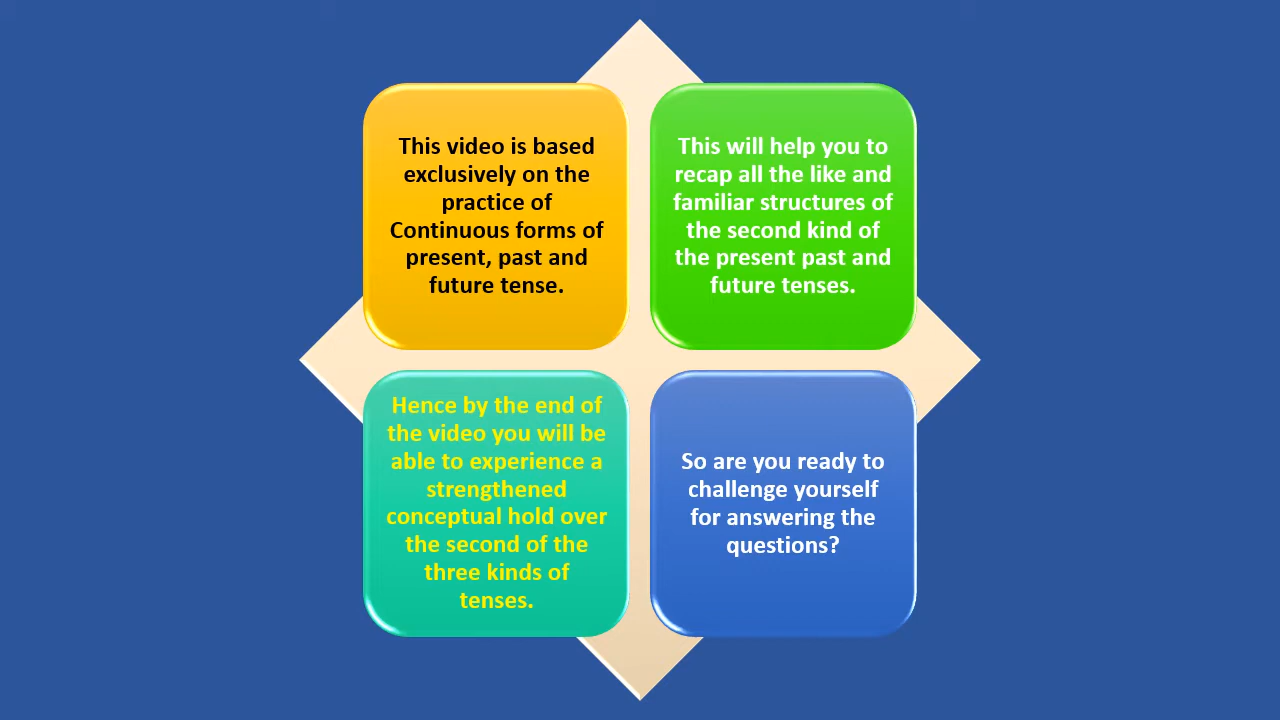 This video is based
exclusively on the
practice of
Continuous forms of
present, past and
future tense.
This will help you to
recap all the like and
familiar structures of
the second kind of
the present past and
future tenses.
Hence by the end of
the video you will be
able to experience a
strengthened
conceptual hold over
the second of the
three kinds of
tenses.
So are you ready to
challenge yourself
for answering the
questions?